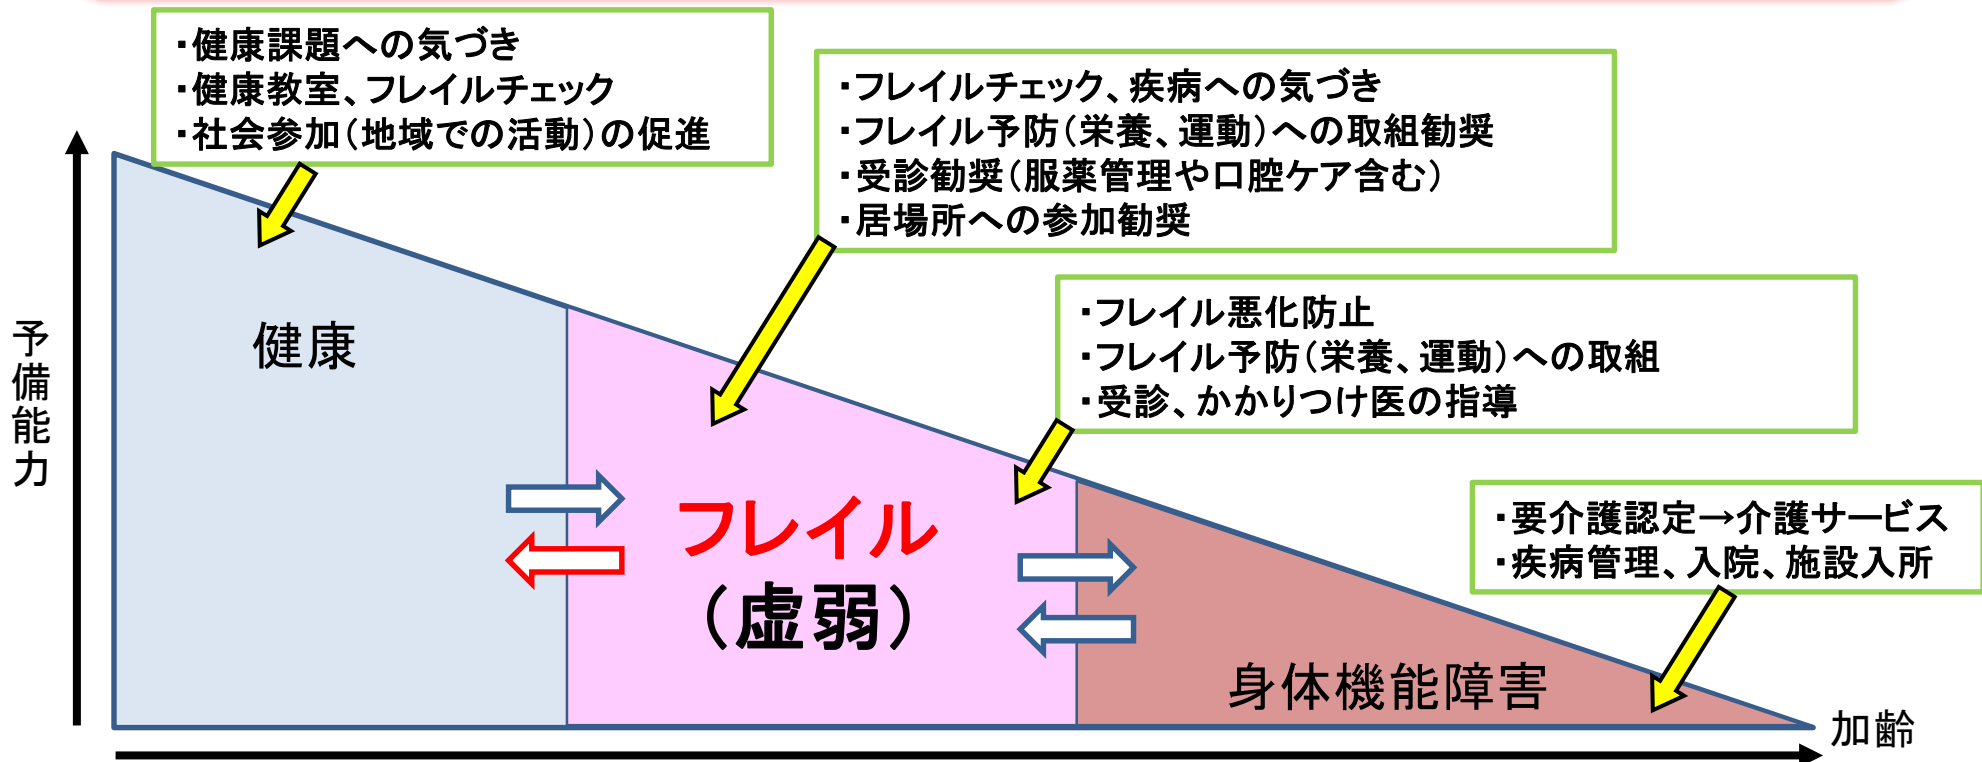 ・健康課題への気づき
・健康教室、フレイルチェック
・社会参加(地域での活動)の促進
・フレイルチェック、疾病への気づき
・フレイル予防(栄養、運動)への取組勧奨
・受診勧奨(服薬管理や口腔ケア含む)
・居場所への参加勧奨
・フレイル悪化防止
・フレイル予防(栄養、運動)への取組
・受診、かかりつけ医の指導
・要介護認定→介護サービス
・疾病管理、入院、施設入所
予備能力
健康
フレイル
(虚弱)
身体機能障害
加齢